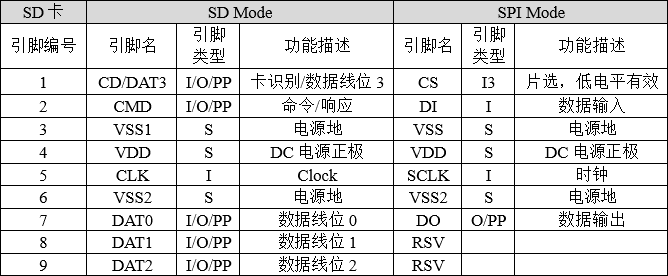 SD 卡 SD Mode SPI Mode
引脚编号 引脚名 引脚类型 功能描述 引脚名 引脚类型 功能描述
1 CD/DAT3 I/O/PP 卡识别/数据线位 3 CS I3 片选，低电平有效
2 CMD I/O/PP 命令/响应 DI I 数据输入
3 VSS1 S 电源地 VSS S 电源地
4 VDD S DC 电源正极 VDD S DC 电源正极
5 CLK I Clock SCLK I 时钟
6 VSS2 S 电源地 VSS2 S 电源地
7 DAT0 I/O/PP 数据线位 0 DO O/PP 数据输出
8 DAT1 I/O/PP 数据线位 1 RSV
9 DAT2 I/O/PP 数据线位 2 RSV